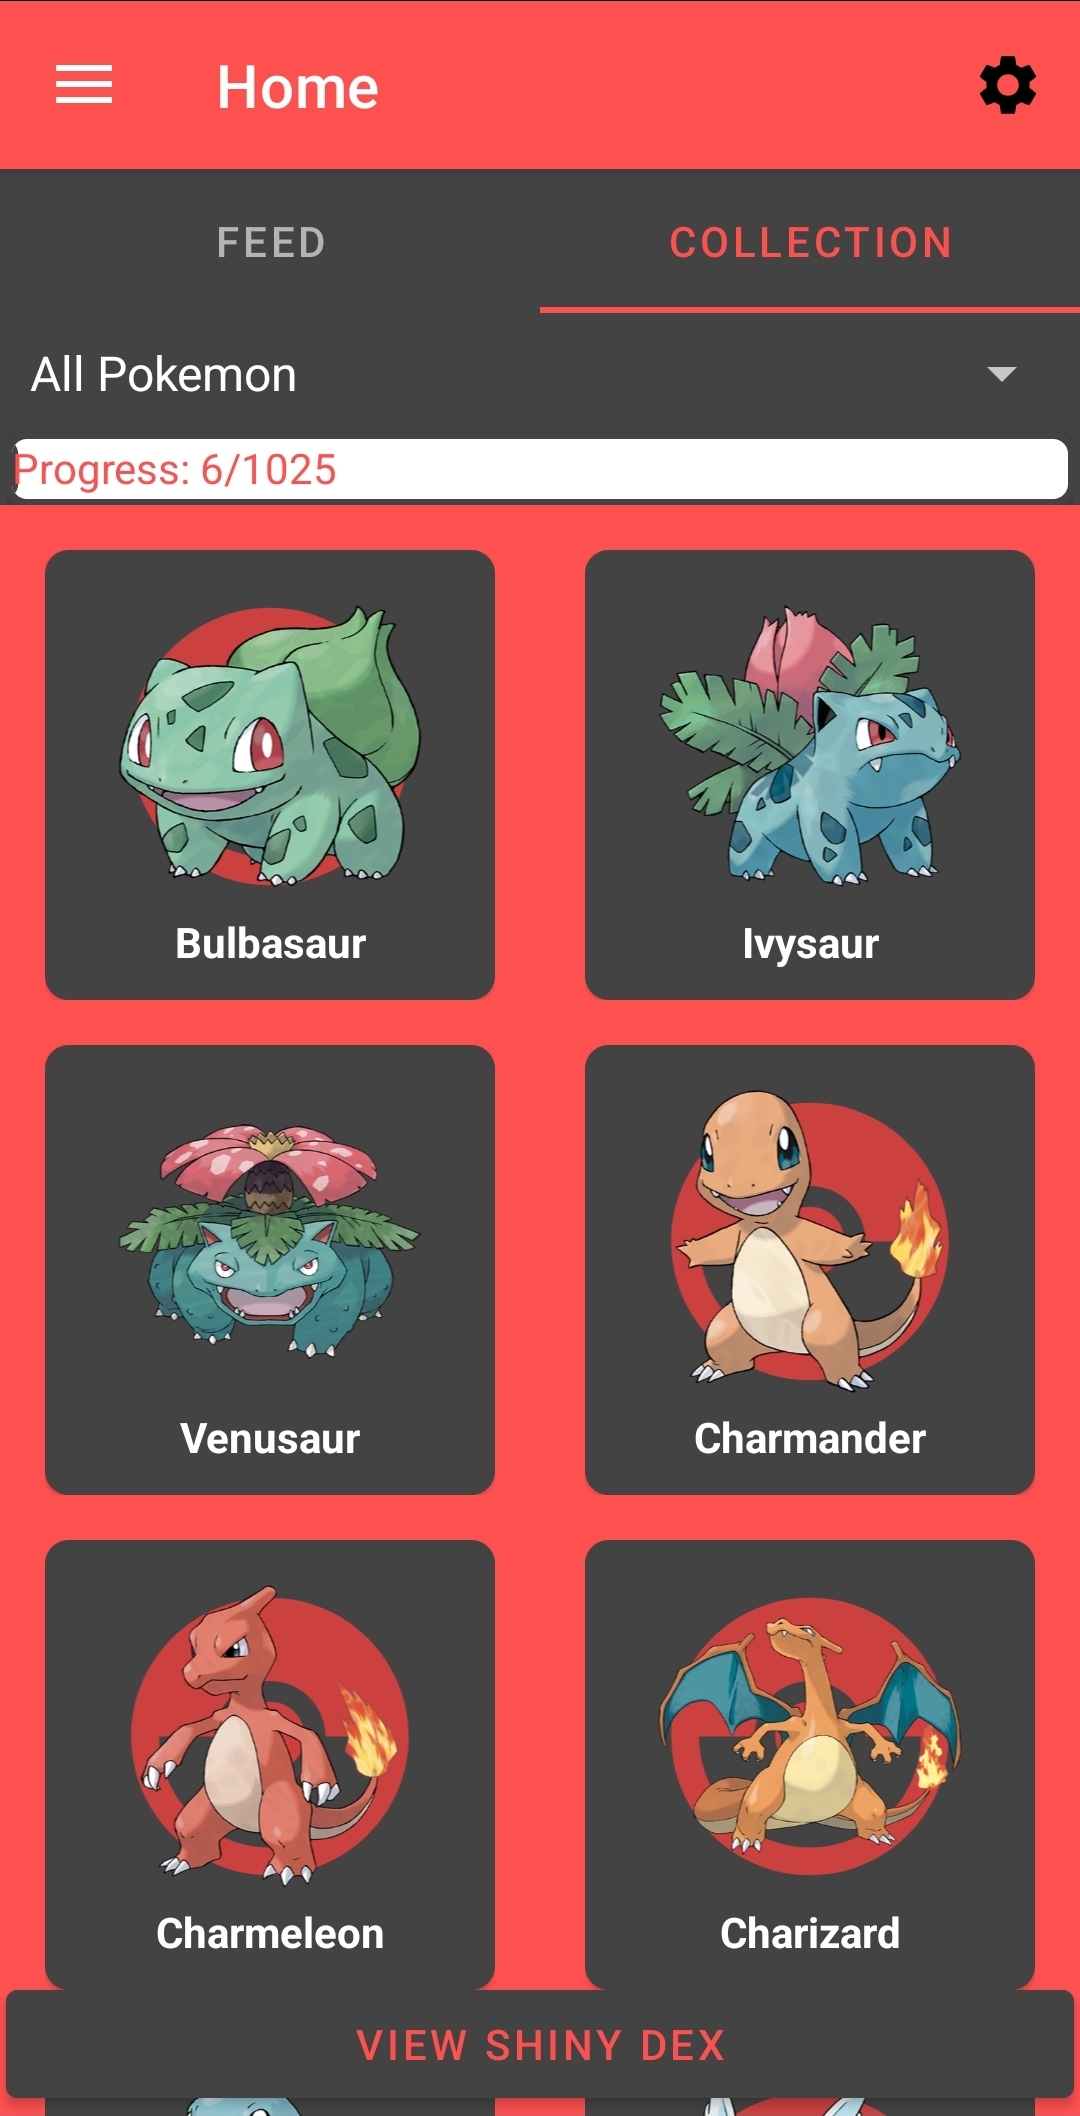 Home
FEED
COLLECTION
All Pokemon
Progress: 6/1025
Bulbasaur
Ivysaur
Venusaur
Charmander
Charmeleon
Charizard
VIEW SHINY DEX